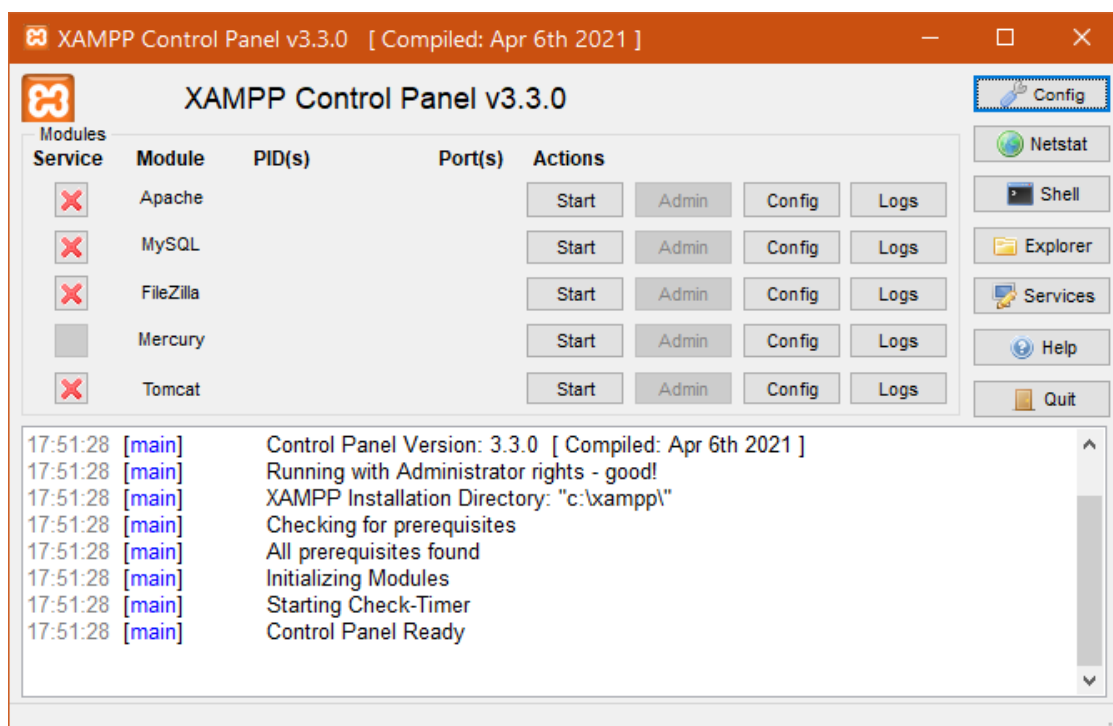 XAMPP Control Panel v3.3.0 [ Compiled: Apr 6th 2021 ]
XAMPP Control Panel v3.3.0
Config
Modules
Service Module PID(s) Port(s) Actions
Netstat
Apache Start Admin Config Logs
Shell
MySQL Start Admin Config Logs
Explorer
FileZilla Start Admin Config Logs
Services
Mercury Start Admin Config Logs
Help
Tomcat Start Admin Config Logs
Quit
17:51:28 [main] Control Panel Version: 3.3.0 [ Compiled: Apr 6th 2021 ]
17:51:28 [main] Running with Administrator rights - good!
17:51:28 [main] XAMPP Installation Directory: "c:\xampp\"
17:51:28 [main] Checking for prerequisites
17:51:28 [main] All prerequisites found
17:51:28 [main] Initializing Modules
17:51:28 [main] Starting Check-Timer
17:51:28 [main] Control Panel Ready